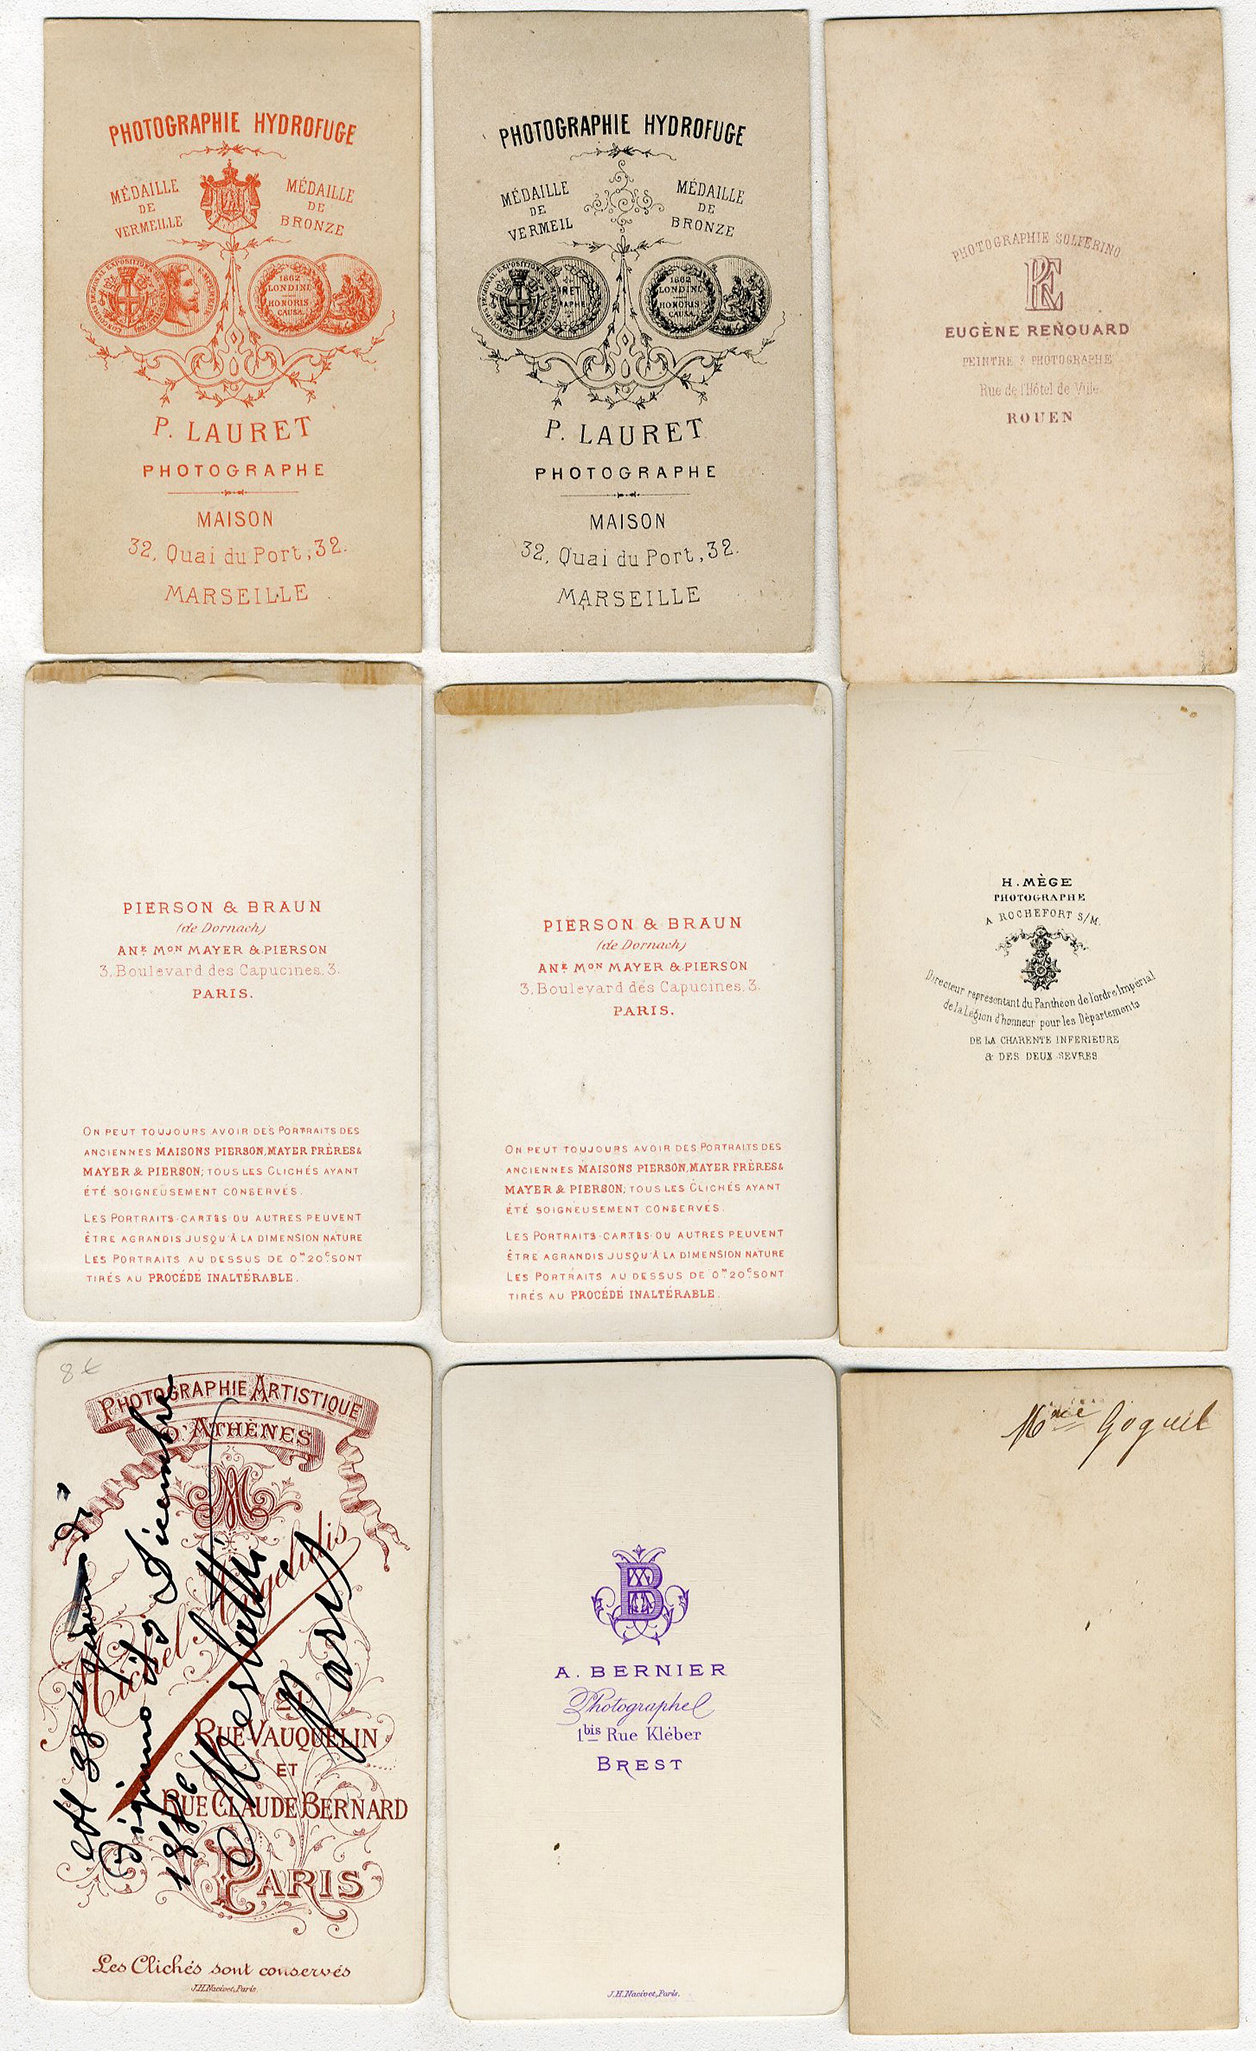 PHOTOGRAPHIE HYDROFUGE
MÉDAILLE
DE
VERMEILLE
MÉDAILLE
DE
BRONZE
1862
LONDINI
HONORIS
CAUSA
P. LAURET
PHOTOGRAPHE
MAISON
32, Quai du Port, 32.
MARSEILLE
PHOTOGRAPHIE HYDROFUGE
MÉDAILLE
DE
VERMEIL
MÉDAILLE
DE
BRONZE
1862
LONDINI
HONORIS
CAUSA
P. LAURET
PHOTOGRAPHE
MAISON
32, Quai du Port, 32.
MARSEILLE
PHOTOGRAPHIE SOLFERINO
EUGÈNE RENOUARD
PEINTRE & PHOTOGRAPHE
Rue de l'Hôtel de Ville
ROUEN
PIERSON & BRAUN
(de Dornach)
ANE MON MAYER & PIERSON
3, Boulevard des Capucines, 3.
PARIS.
ON PEUT TOUJOURS AVOIR DES PORTRAITS DES
ANCIENNES MAISONS PIERSON, MAYER FRÈRES &
MAYER & PIERSON; TOUS LES CLICHÉS AYANT
ÉTÉ SOIGNEUSEMENT CONSERVÉS.
LES PORTRAITS-CARTES OU AUTRES PEUVENT
ÊTRE AGRANDIS JUSQU'À LA DIMENSION NATURE
LES PORTRAITS AU DESSUS DE 0M 20C SONT
TIRÉS AU PROCÉDÉ INALTÉRABLE.
PIERSON & BRAUN
(de Dornach)
ANE MON MAYER & PIERSON
3, Boulevard des Capucines, 3.
PARIS.
ON PEUT TOUJOURS AVOIR DES PORTRAITS DES
ANCIENNES MAISONS PIERSON, MAYER FRÈRES &
MAYER & PIERSON; TOUS LES CLICHÉS AYANT
ÉTÉ SOIGNEUSEMENT CONSERVÉS.
LES PORTRAITS-CARTES OU AUTRES PEUVENT
ÊTRE AGRANDIS JUSQU'À LA DIMENSION NATURE
LES PORTRAITS AU DESSUS DE 0M 20C SONT
TIRÉS AU PROCÉDÉ INALTÉRABLE.
H. MÈGE
PHOTOGRAPHE
A ROCHEFORT S/M.
Directeur représentant du Panthéon de l'ordre Impérial
de la Légion d'honneur pour les Départements
DE LA CHARENTE INFERIEURE
& DES DEUX SEVRES
8 €
PHOTOGRAPHIE ARTISTIQUE
D'ATHÈNES
Michel
21
RUE VAUQUELIN
ET
RUE CLAUDE BERNARD
PARIS
Les Clichés sont conservés
J.H. Nacivet, Paris.
Paris
A. BERNIER
Photographe
1bis Rue Kléber
BREST
J.H. Nacivet, Paris.
Mme Goguil